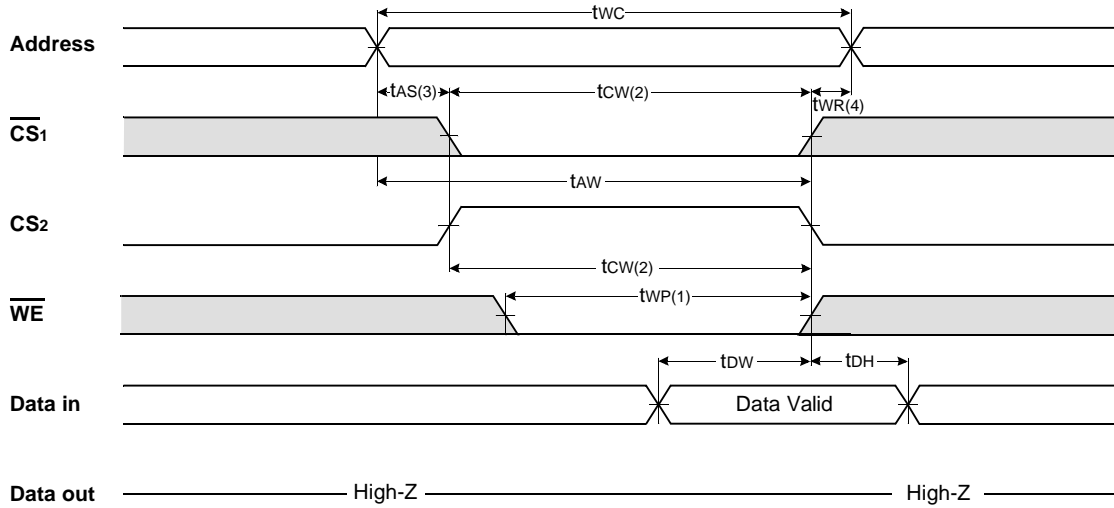 tWC
Address
tAS(3) tCW(2) tWR(4)
CS1
tAW
CS2
tCW(2)
tWP(1)
WE
tDW tDH
Data in Data Valid
Data out High-Z High-Z